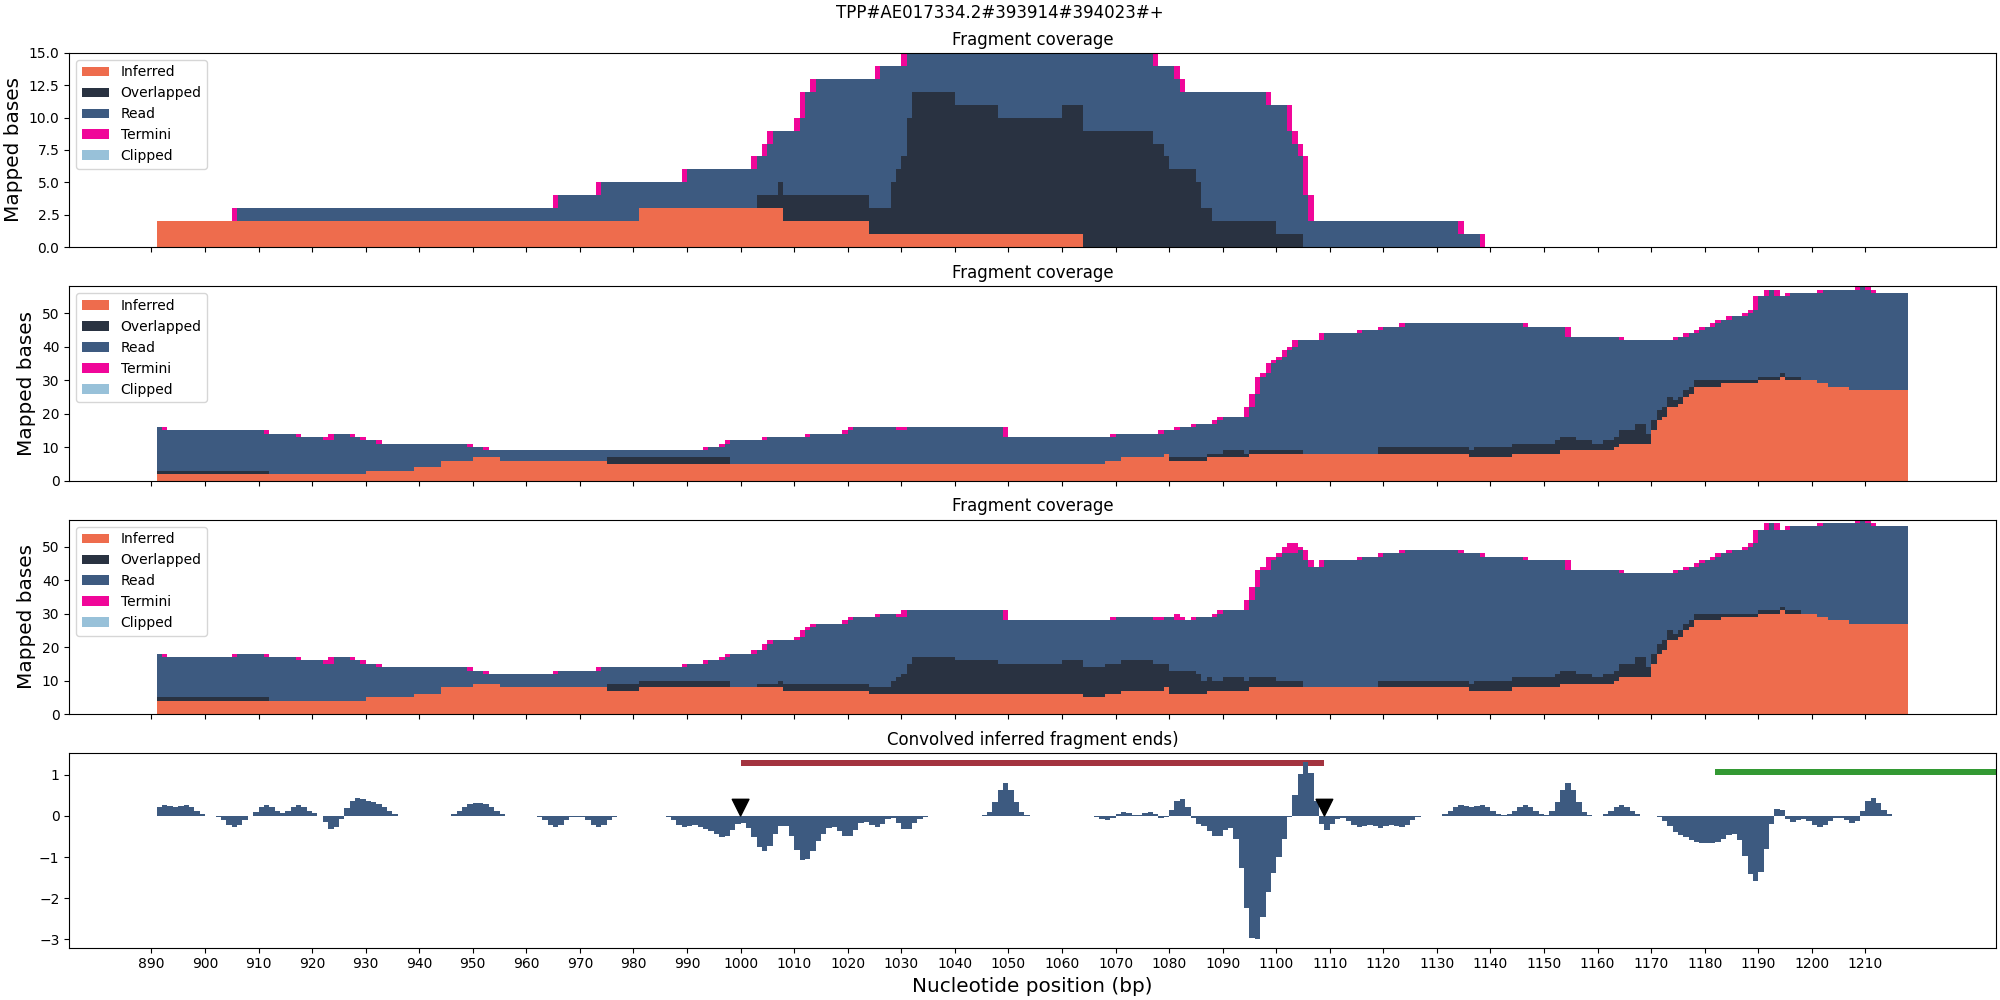 TPP#AE017334.2#393914#394023#+
Fragment coverage
Mapped bases
15.0
12.5
10.0
7.5
5.0
2.5
0.0
Inferred
Overlapped
Read
Termini
Clipped
Fragment coverage
Mapped bases
50
40
30
20
10
0
Inferred
Overlapped
Read
Termini
Clipped
Fragment coverage
Mapped bases
50
40
30
20
10
0
Inferred
Overlapped
Read
Termini
Clipped
Convolved inferred fragment ends)
1
0
−1
−2
−3
890 900 910 920 930 940 950 960 970 980 990 1000 1010 1020 1030 1040 1050 1060 1070 1080 1090 1100 1110 1120 1130 1140 1150 1160 1170 1180 1190 1200 1210
Nucleotide position (bp)